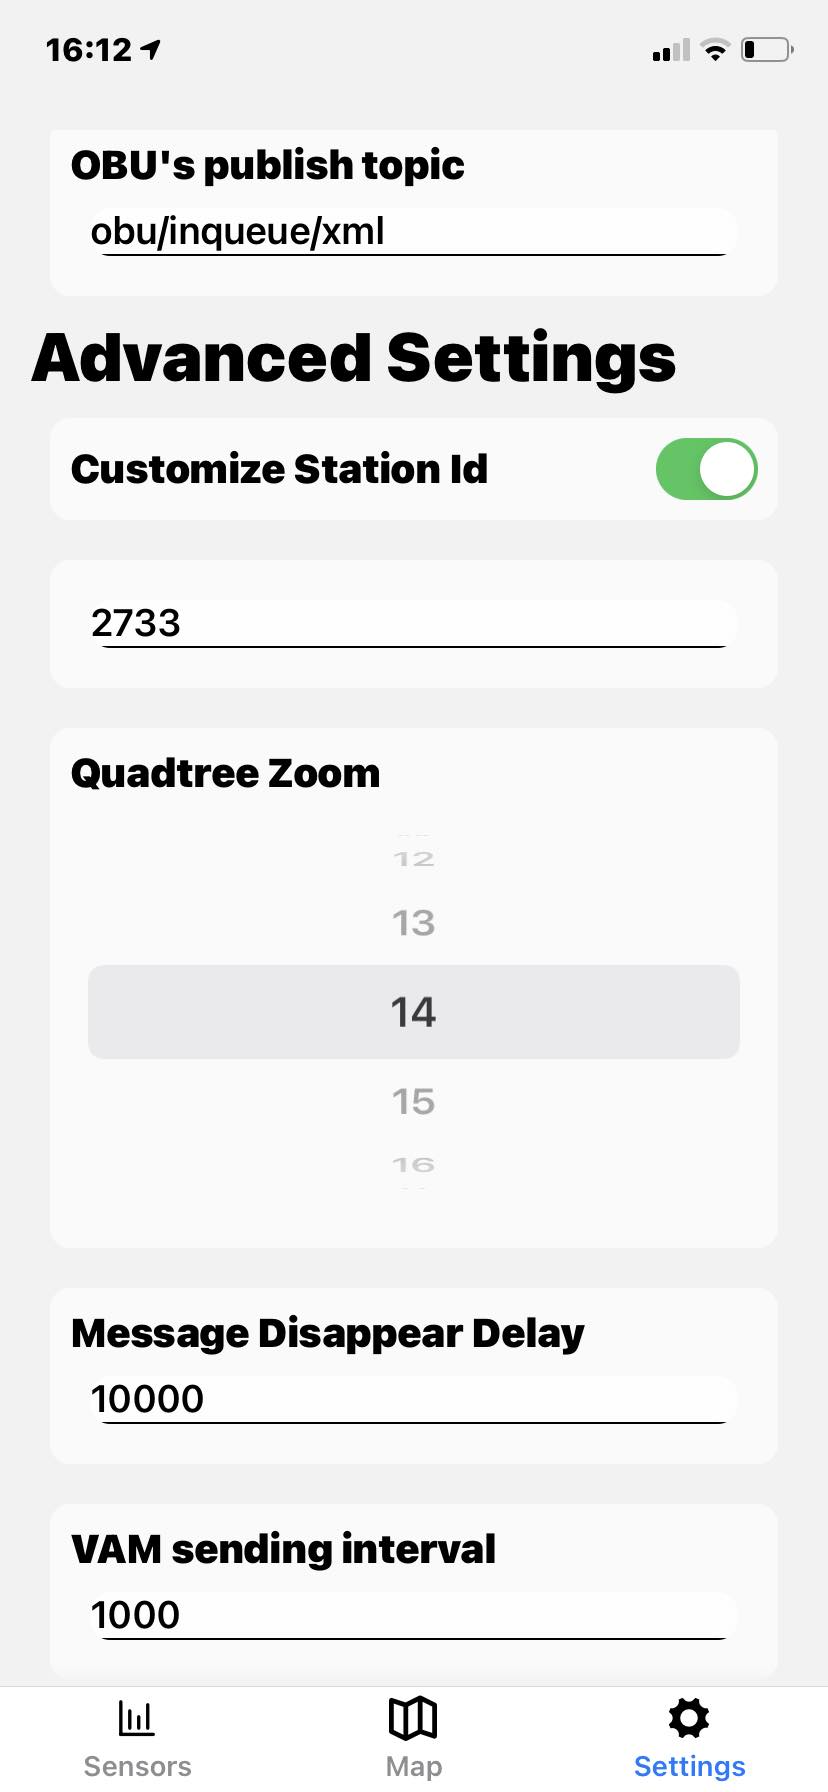 16:12
OBU's publish topic
obu/inqueue/xml
Advanced Settings
Customize Station Id
2733
Quadtree Zoom
12
13
14
15
16
Message Disappear Delay
10000
VAM sending interval
1000
Sensors
Map
Settings